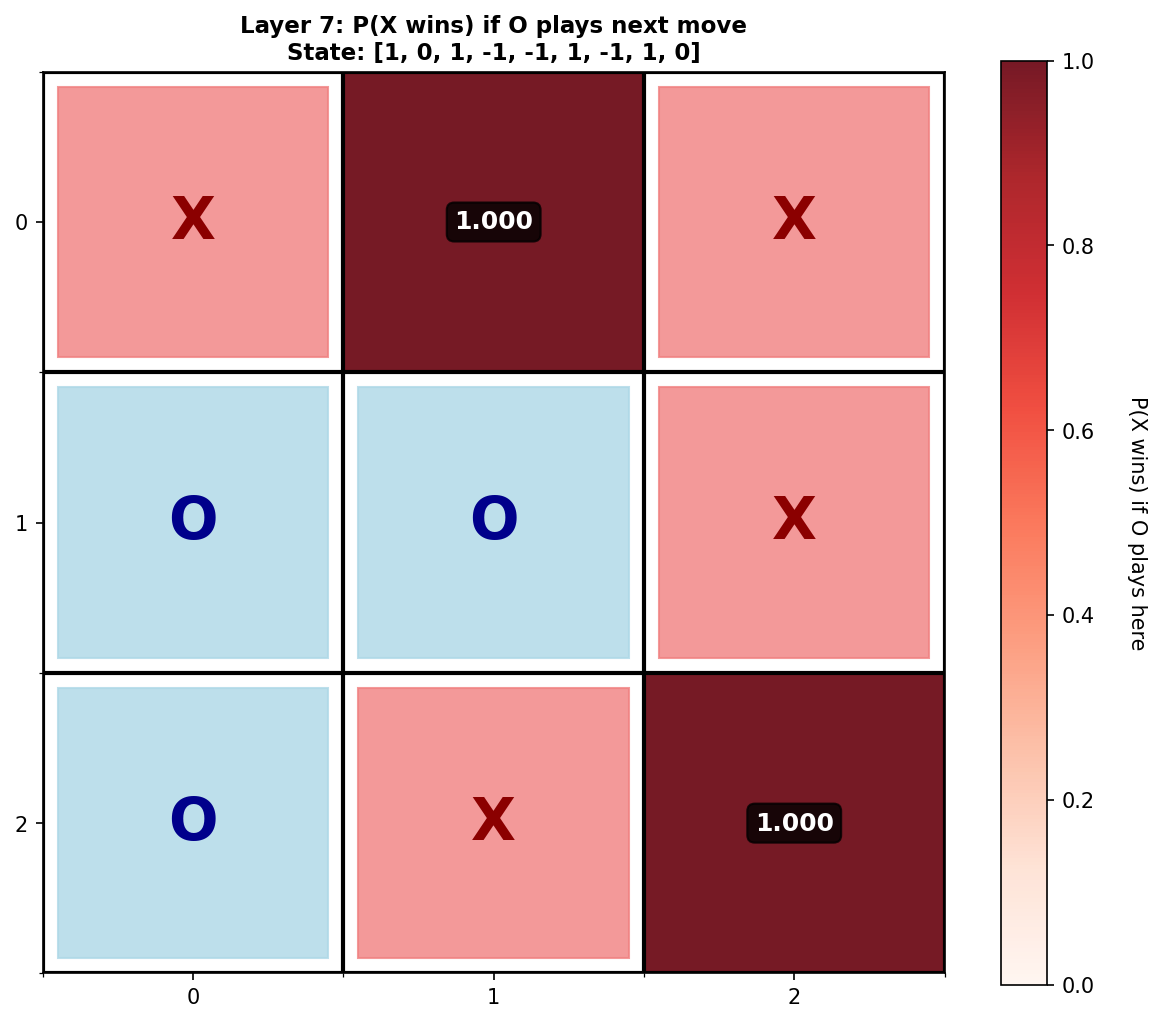 Layer 7: P(X wins) if O plays next move
State: [1, 0, 1, -1, -1, 1, -1, 1, 0]
0
X
1.000
X
1
O
O
X
2
O
X
1.000
0
1
2
1.0
0.8
0.6
0.4
0.2
0.0
P(X wins) if O plays here